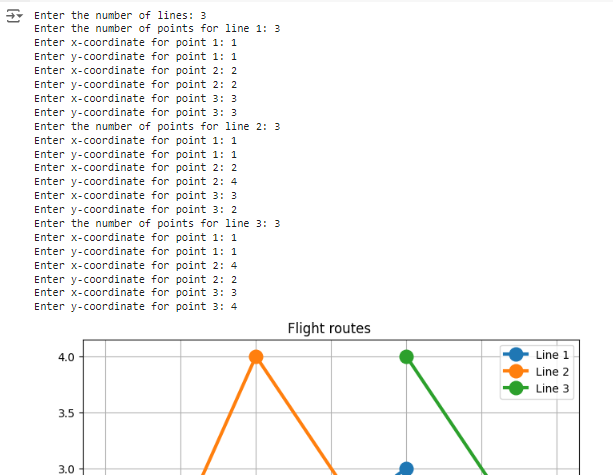 Enter the number of lines: 3
Enter the number of points for line 1: 3
Enter x-coordinate for point 1: 1
Enter y-coordinate for point 1: 1
Enter x-coordinate for point 2: 2
Enter y-coordinate for point 2: 2
Enter x-coordinate for point 3: 3
Enter y-coordinate for point 3: 3
Enter the number of points for line 2: 3
Enter x-coordinate for point 1: 1
Enter y-coordinate for point 1: 1
Enter x-coordinate for point 2: 2
Enter y-coordinate for point 2: 4
Enter x-coordinate for point 3: 3
Enter y-coordinate for point 3: 2
Enter the number of points for line 3: 3
Enter x-coordinate for point 1: 1
Enter y-coordinate for point 1: 1
Enter x-coordinate for point 2: 4
Enter y-coordinate for point 2: 2
Enter x-coordinate for point 3: 3
Enter y-coordinate for point 3: 4
Flight routes
Line 1
Line 2
Line 3
4.0
3.5
3.0